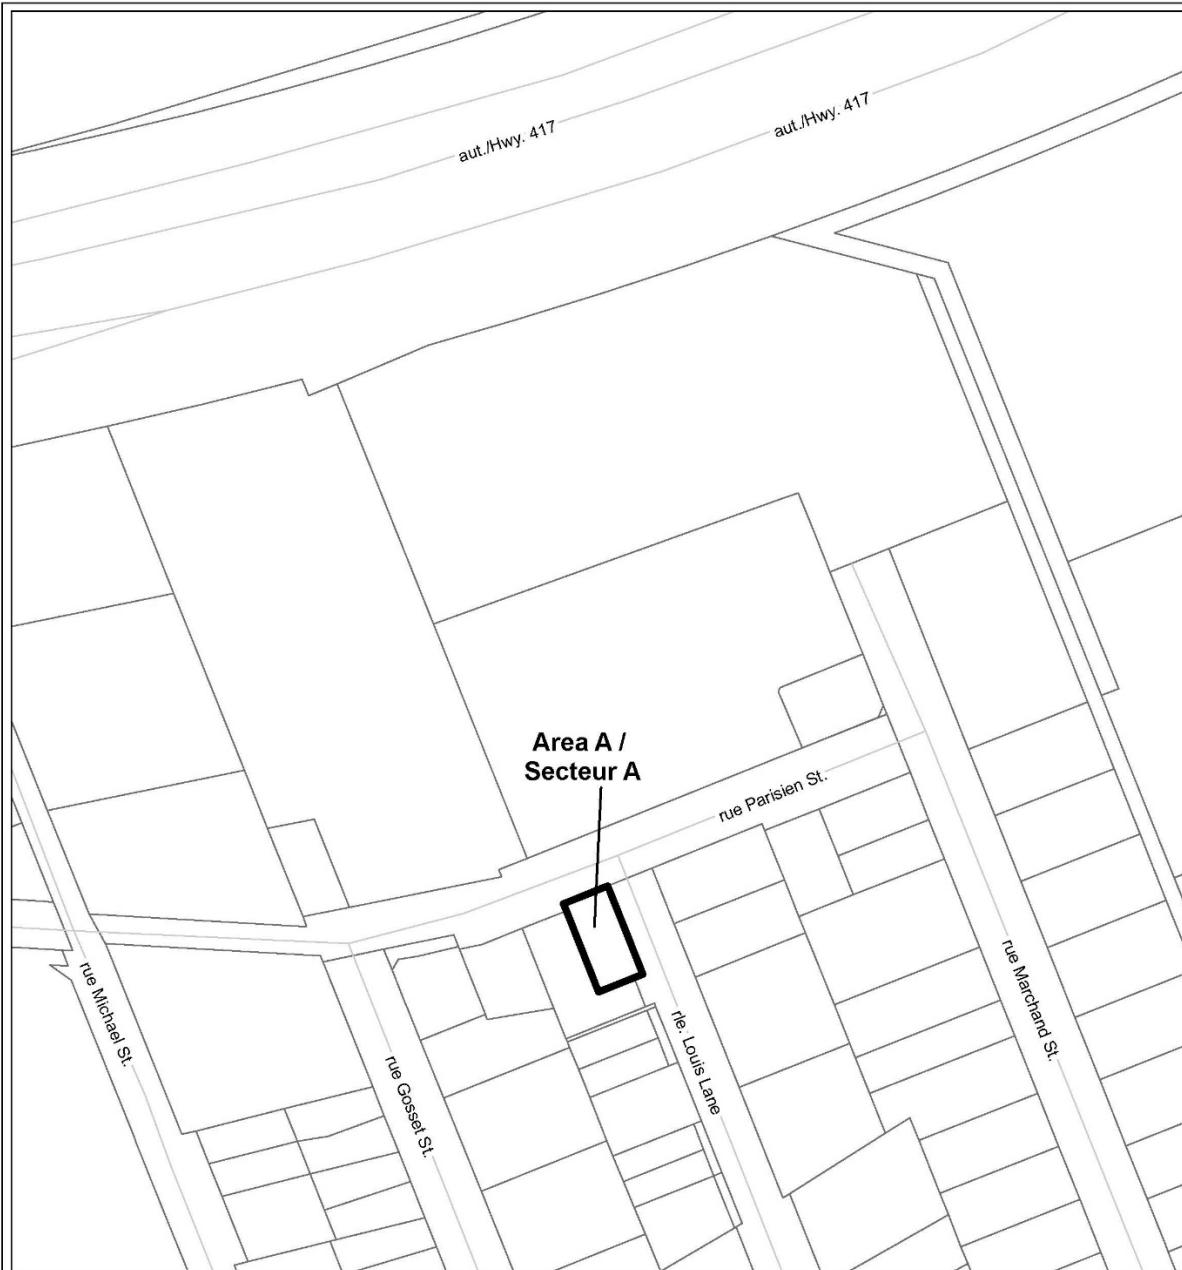 aut./Hwy. 417
aut./Hwy. 417
Area A /
Secteur A
rue Parisien St.
rue Michael St.
rue Gosset St.
rle. Louis Lane
rue Marchand St.